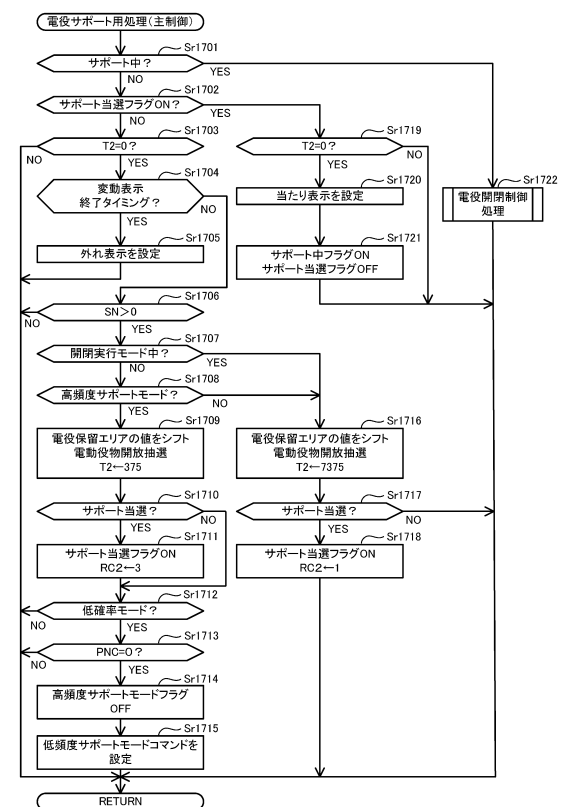 電役サポート用処理(主制御)
Sr1701
サポート中？
YES
NO
Sr1702
サポート当選フラグON？
YES
NO
Sr1703
T2=0？
NO
YES
Sr1704
変動表示
終了タイミング？
NO
YES
Sr1705
外れ表示を設定
Sr1719
T2=0？
NO
YES
Sr1720
当たり表示を設定
Sr1721
サポート中フラグON
サポート当選フラグOFF
Sr1722
電役開閉制御
処理
Sr1706
SN＞0
NO
YES
Sr1707
開閉実行モード中？
YES
NO
Sr1708
高頻度サポートモード？
NO
YES
Sr1709
電役保留エリアの値をシフト
電動役物開放抽選
T2←375
Sr1710
サポート当選？
NO
YES
Sr1711
サポート当選フラグON
RC2←3
Sr1716
電役保留エリアの値をシフト
電動役物開放抽選
T2←7375
Sr1717
サポート当選？
NO
YES
Sr1718
サポート当選フラグON
RC2←1
Sr1712
低確率モード？
NO
YES
Sr1713
PNC=0？
NO
YES
Sr1714
高頻度サポートモードフラグ
OFF
Sr1715
低頻度サポートモードコマンドを
設定
RETURN